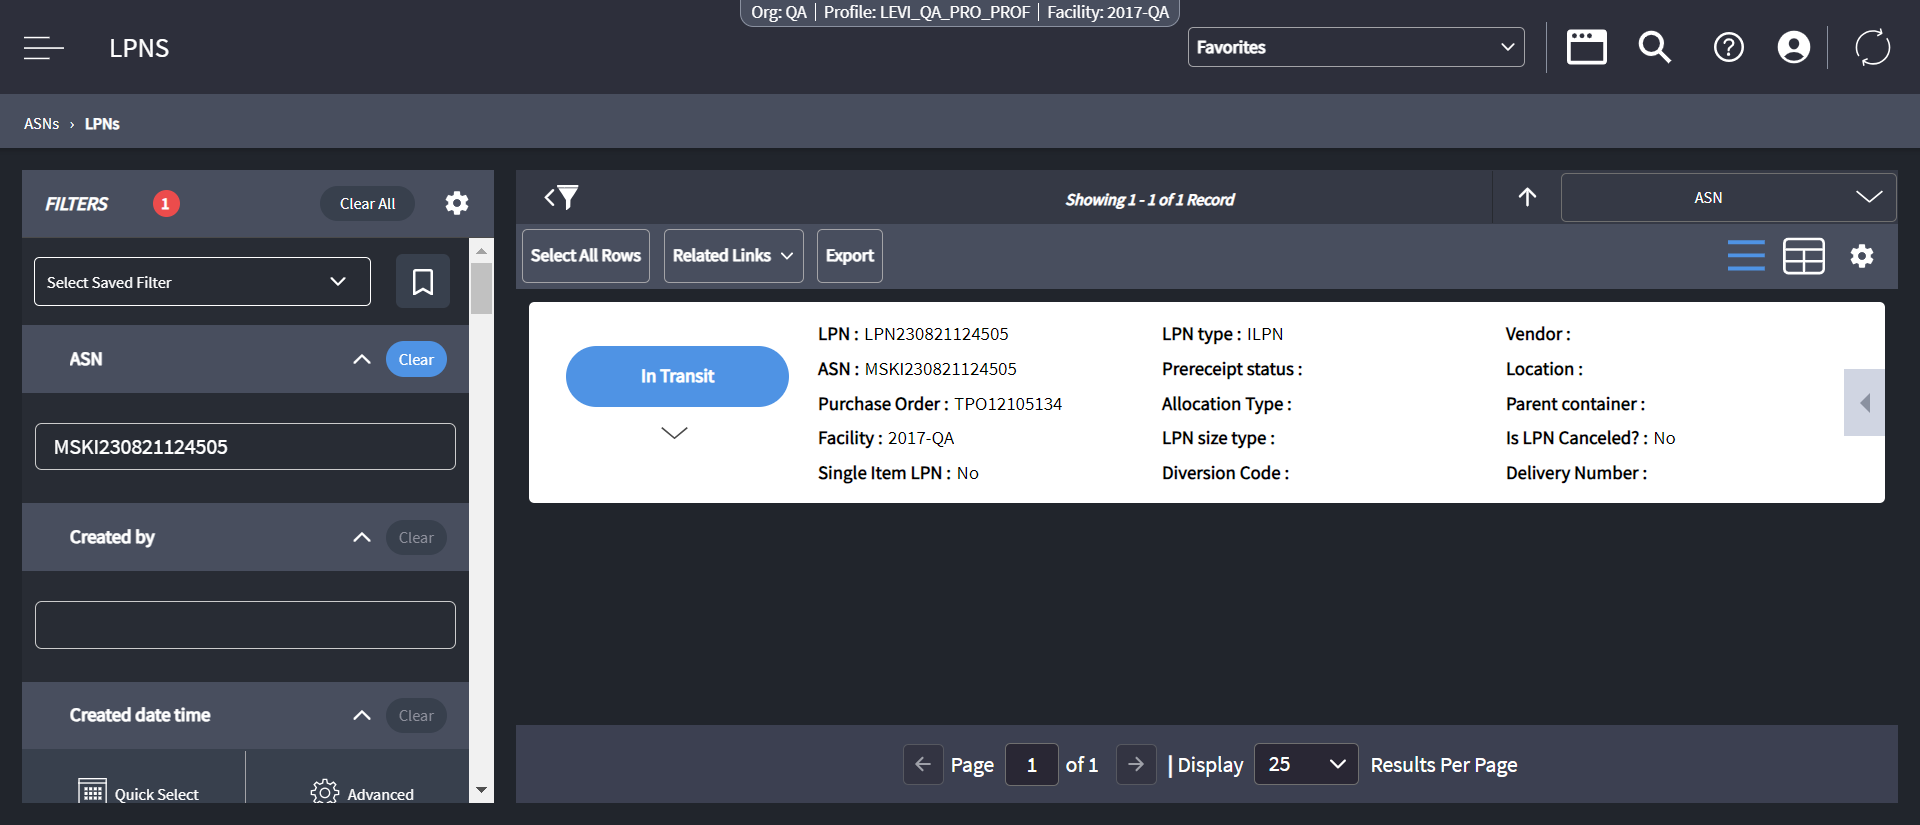 Org: QA | Profile: LEVI_QA_PRO_PROF | Facility: 2017-QA
LPNS
Favorites
ASNs › LPNs
FILTERS 1 Clear All
Select Saved Filter
ASN Clear
MSKI230821124505
Created by Clear
Created date time Clear
Quick Select Advanced
Showing 1 - 1 of 1 Record
ASN
Select All Rows Related Links Export
In Transit
LPN : LPN230821124505
ASN : MSKI230821124505
Purchase Order : TPO12105134
Facility : 2017-QA
Single Item LPN : No
LPN type : ILPN
Prereceipt status :
Allocation Type :
LPN size type :
Diversion Code :
Vendor :
Location :
Parent container :
Is LPN Canceled? : No
Delivery Number :
Page 1 of 1 | Display 25 Results Per Page